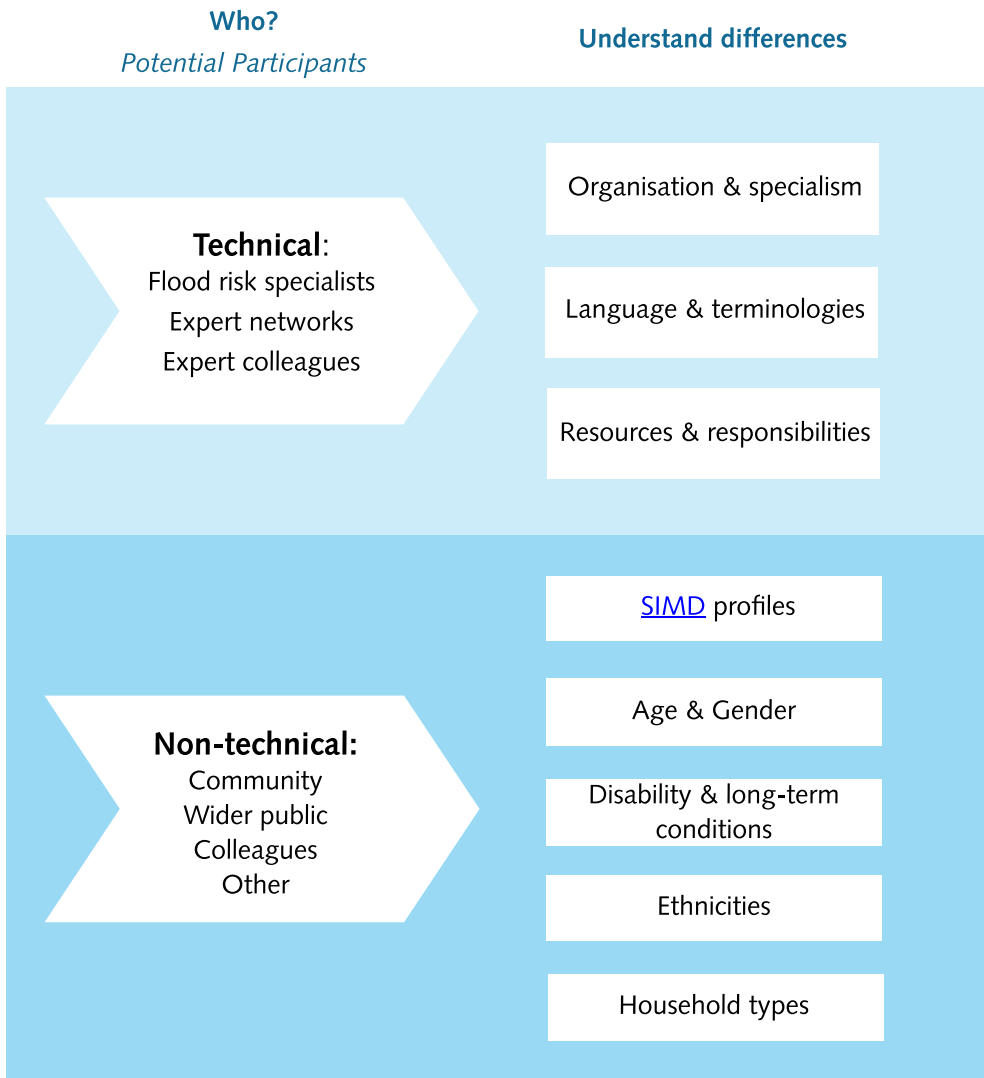 Who?
Potential Participants
Understand differences
Technical:
Flood risk specialists
Expert networks
Expert colleagues
Organisation & specialism
Language & terminologies
Resources & responsibilities
Non-technical:
Community
Wider public
Colleagues
Other
SIMD profiles
Age & Gender
Disability & long-term
conditions
Ethnicities
Household types